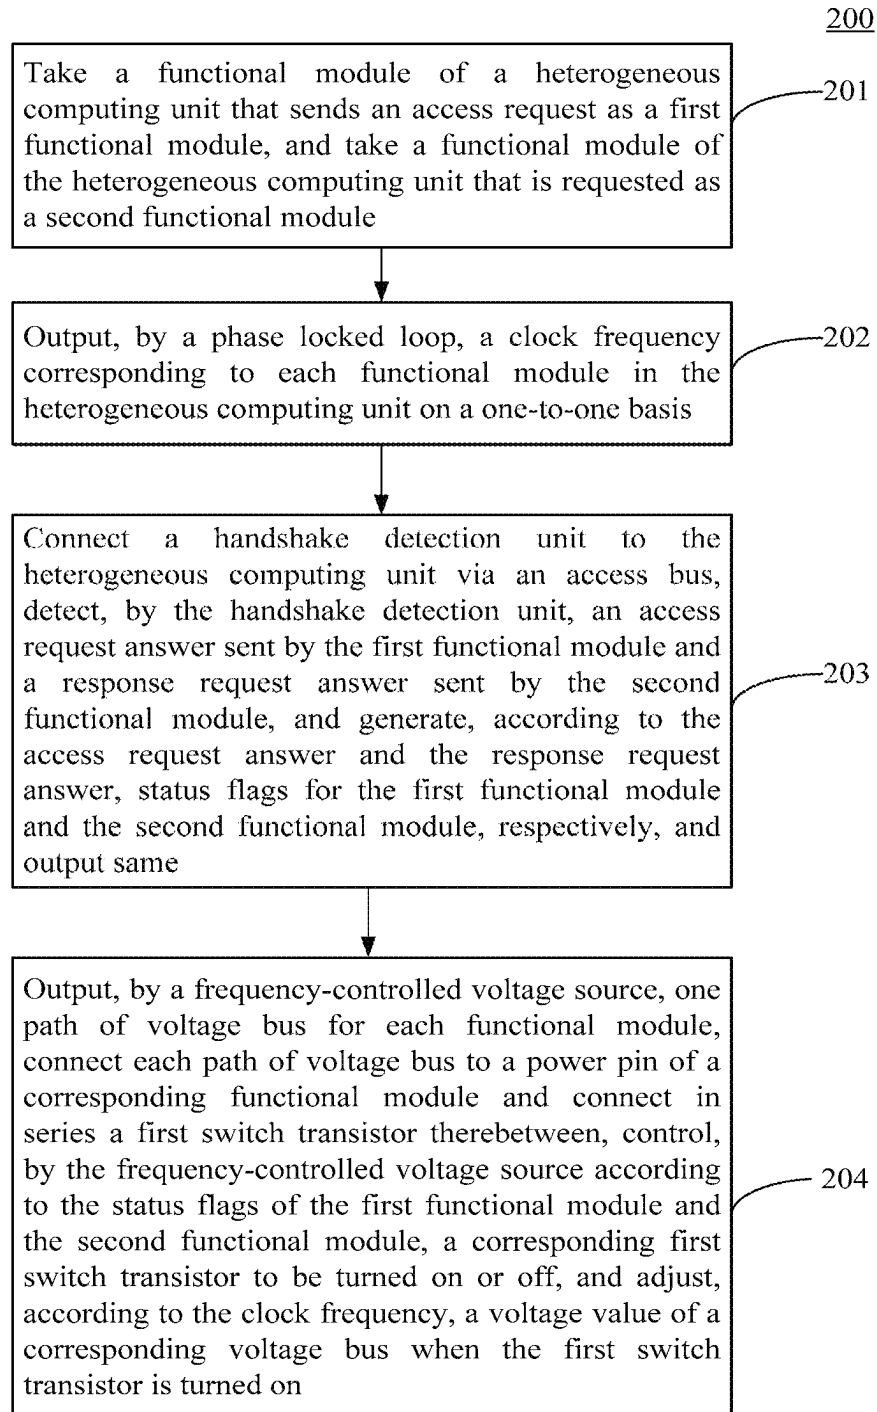 200
Take a functional module of a heterogeneous
computing unit that sends an access request as a first
functional module, and take a functional module of
the heterogeneous computing unit that is requested as
a second functional module
201
Output, by a phase locked loop, a clock frequency
corresponding to each functional module in the
heterogeneous computing unit on a one-to-one basis
202
Connect a handshake detection unit to the
heterogeneous computing unit via an access bus,
detect, by the handshake detection unit, an access
request answer sent by the first functional module and
a response request answer sent by the second
functional module, and generate, according to the
access request answer and the response request
answer, status flags for the first functional module
and the second functional module, respectively, and
output same
203
Output, by a frequency-controlled voltage source, one
path of voltage bus for each functional module,
connect each path of voltage bus to a power pin of a
corresponding functional module and connect in
series a first switch transistor therebetween, control,
by the frequency-controlled voltage source according
to the status flags of the first functional module and
the second functional module, a corresponding first
switch transistor to be turned on or off, and adjust,
according to the clock frequency, a voltage value of a
corresponding voltage bus when the first switch
transistor is turned on
204